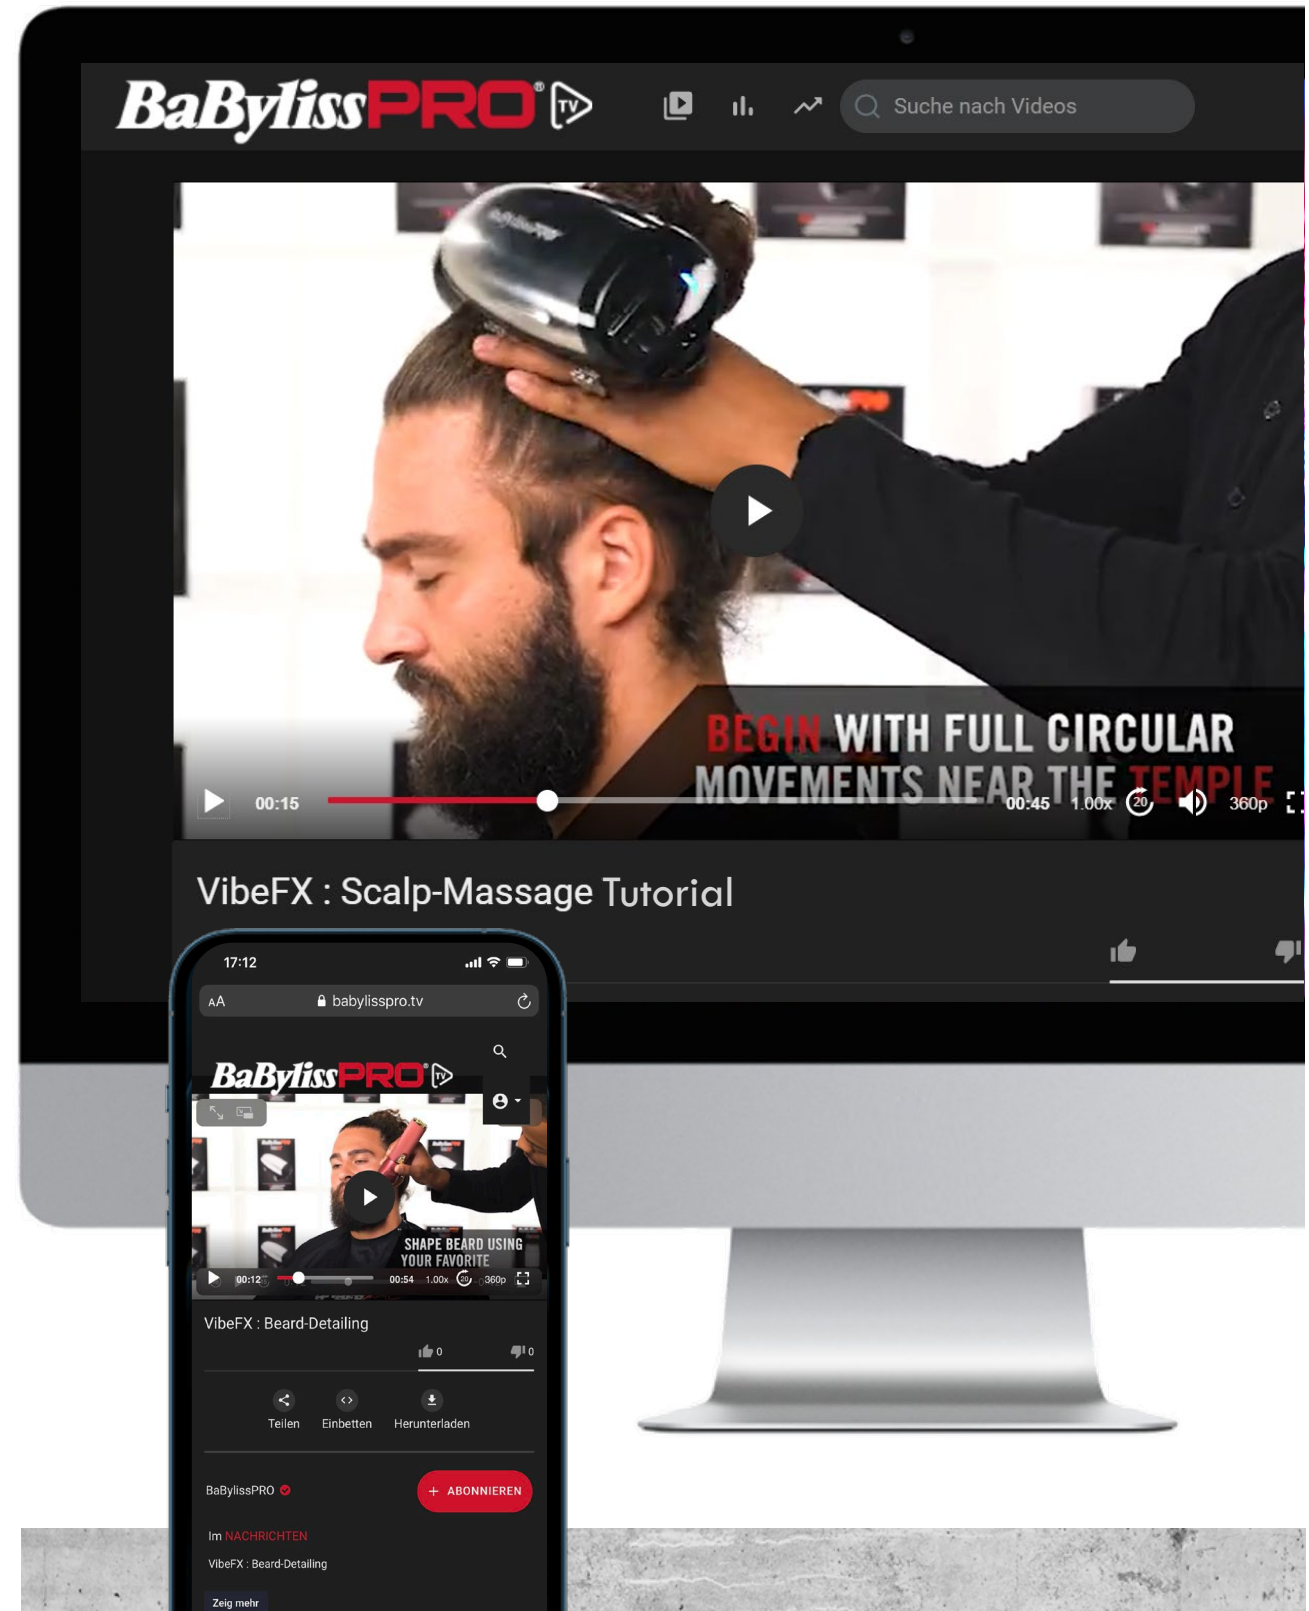 BaBylissPRO® TV
Suche nach Videos
BaBylissPRO
BEGIN WITH FULL CIRCULAR
MOVEMENTS NEAR THE TEMPLE
00:15 00:45 1.00x 20 360p
VibeFX : Scalp-Massage Tutorial
17:12
AA babylisspro.tv
BaBylissPRO® TV
SHAPE BEARD USING
YOUR FAVORITE
00:12 00:54 1.00x 20 360p
VibeFX : Beard-Detailing
0 0
Teilen Einbetten Herunterladen
BaBylissPRO + ABONNIEREN
Im NACHRICHTEN
VibeFX : Beard-Detailing
Zeig mehr